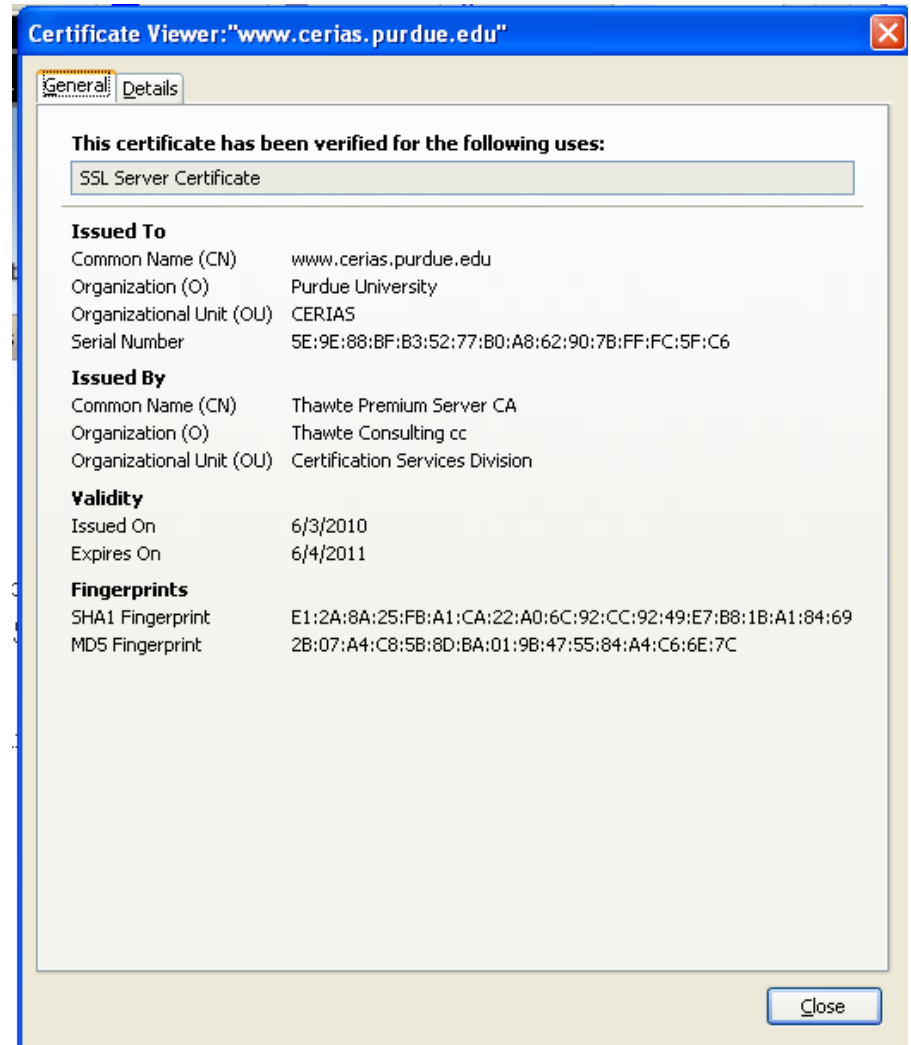 Certificate Viewer:"www.cerias.purdue.edu"
General Details
This certificate has been verified for the following uses:
SSL Server Certificate
Issued To
Common Name (CN) www.cerias.purdue.edu
Organization (O) Purdue University
Organizational Unit (OU) CERIAS
Serial Number 5E:9E:88:BF:B3:52:77:B0:A8:62:90:7B:FF:FC:5F:C6
Issued By
Common Name (CN) Thawte Premium Server CA
Organization (O) Thawte Consulting cc
Organizational Unit (OU) Certification Services Division
Validity
Issued On 6/3/2010
Expires On 6/4/2011
Fingerprints
SHA1 Fingerprint E1:2A:8A:25:FB:A1:CA:22:A0:6C:92:CC:92:49:E7:B8:1B:A1:84:69
MD5 Fingerprint 2B:07:A4:C8:5B:8D:BA:01:9B:47:55:84:A4:C6:6E:7C
Close